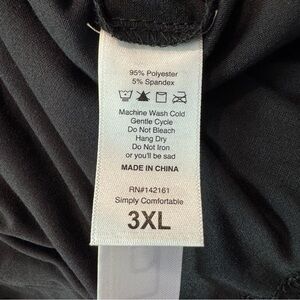 95% Polyester
5% Spandex
Machine Wash Cold
Gentle Cycle
Do Not Bleach
Hang Dry
Do Not Iron
or you'll be sad
MADE IN CHINA
RN#142161
Simply Comfortable
3XL